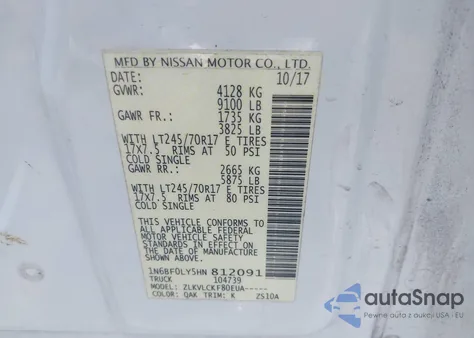 MFD BY NISSAN MOTOR CO., LTD.
DATE: 10/17
GVWR: 4128 KG
9100 LB
GAWR FR.: 1735 KG
3825 LB
WITH LT245/70R17 E TIRES
17X7.5 RIMS AT 50 PSI
COLD SINGLE
GAWR RR.: 2665 KG
5875 LB
WITH LT245/70R17 E TIRES
17X7.5 RIMS AT 80 PSI
COLD SINGLE
THIS VEHICLE CONFORMS TO
ALL APPLICABLE FEDERAL
MOTOR VEHICLE SAFETY
STANDARDS IN EFFECT ON
THE DATE OF MANUFACTURE
SHOWN ABOVE.
1N6BF0LY5HN 812091
TRUCK 104739
MODEL: ZLKVLCKF80EUA-----
COLOR: QAK TRIM: K ZS10A
autaSnap
Pewne auta z aukcji USA i